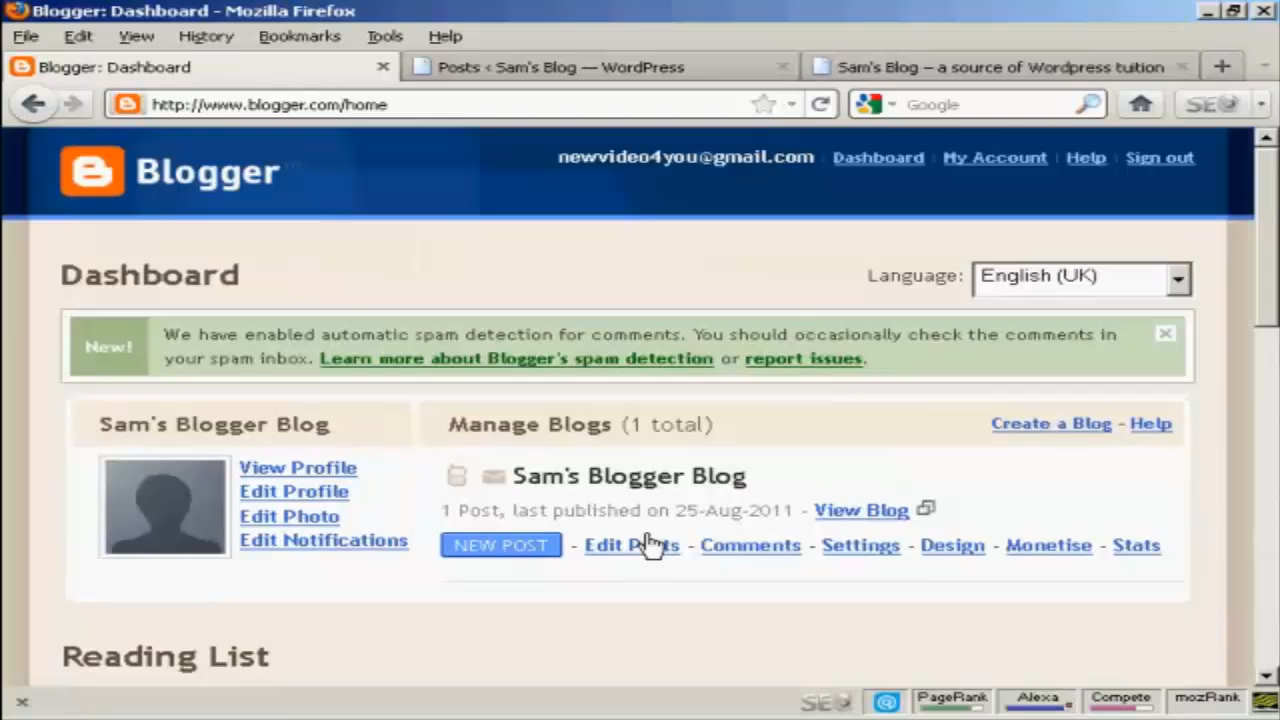 Blogger: Dashboard - Mozilla Firefox
File Edit View History Bookmarks Tools Help
Blogger: Dashboard Posts ‹ Sam's Blog — WordPress Sam's Blog – a source of Wordpress tuition
http://www.blogger.com/home Google SEO
Blogger newvideo4you@gmail.com Dashboard My Account Help Sign out
Dashboard Language: English (UK)
New! We have enabled automatic spam detection for comments. You should occasionally check the comments in
your spam inbox. Learn more about Blogger's spam detection or report issues.
Sam's Blogger Blog Manage Blogs (1 total) Create a Blog - Help
View Profile Sam's Blogger Blog
Edit Profile
Edit Photo 1 Post, last published on 25-Aug-2011 - View Blog
Edit Notifications NEW POST - Edit Posts - Comments - Settings - Design - Monetise - Stats
Reading List
SEO PageRank Alexa Compete mozRank